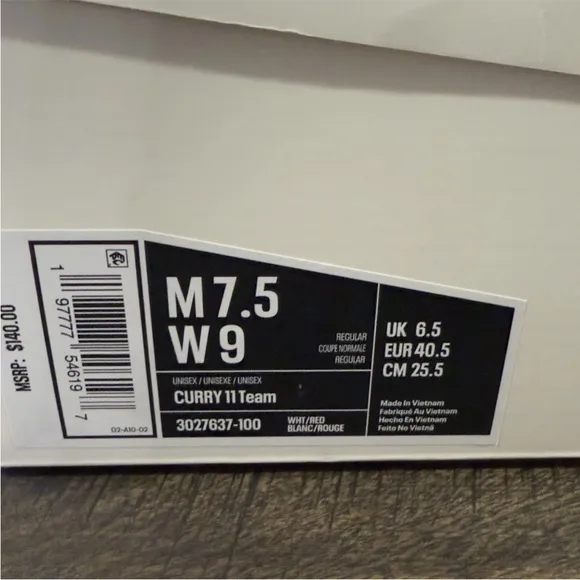 MSRP: $140.00
1 97777 54619 7
02-A10-02
M 7.5
W 9
REGULAR
COUPE NORMALE
REGULAR
UNISEX / UNISEXE / UNISEX
CURRY 11 Team
3027637-100
WHT/RED
BLANC/ROUGE
UK 6.5
EUR 40.5
CM 25.5
Made In Vietnam
Fabriqué Au Vietnam
Hecho En Vietnam
Feito No Vietnã